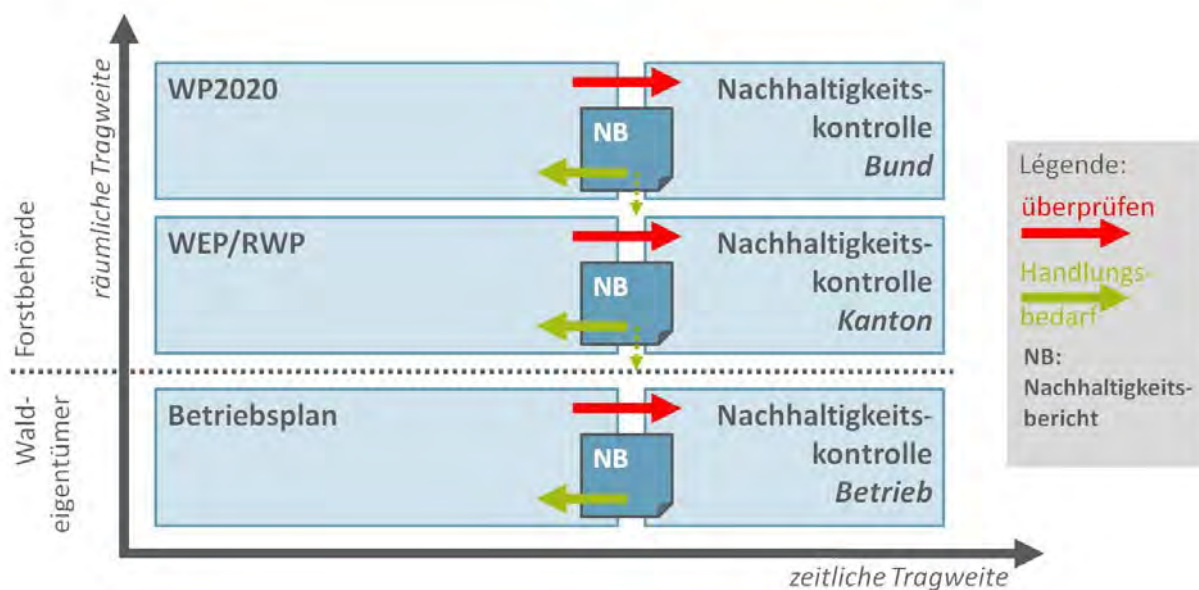 räumliche Tragweite
Forstbehörde
Wald-
eigentümer
WP2020
NB
Nachhaltigkeits-
kontrolle
Bund
WEP/RWP
NB
Nachhaltigkeits-
kontrolle
Kanton
Betriebsplan
NB
Nachhaltigkeits-
kontrolle
Betrieb
zeitliche Tragweite
Légende:
überprüfen
Handlungs-
bedarf
NB:
Nachhaltigkeits-
bericht